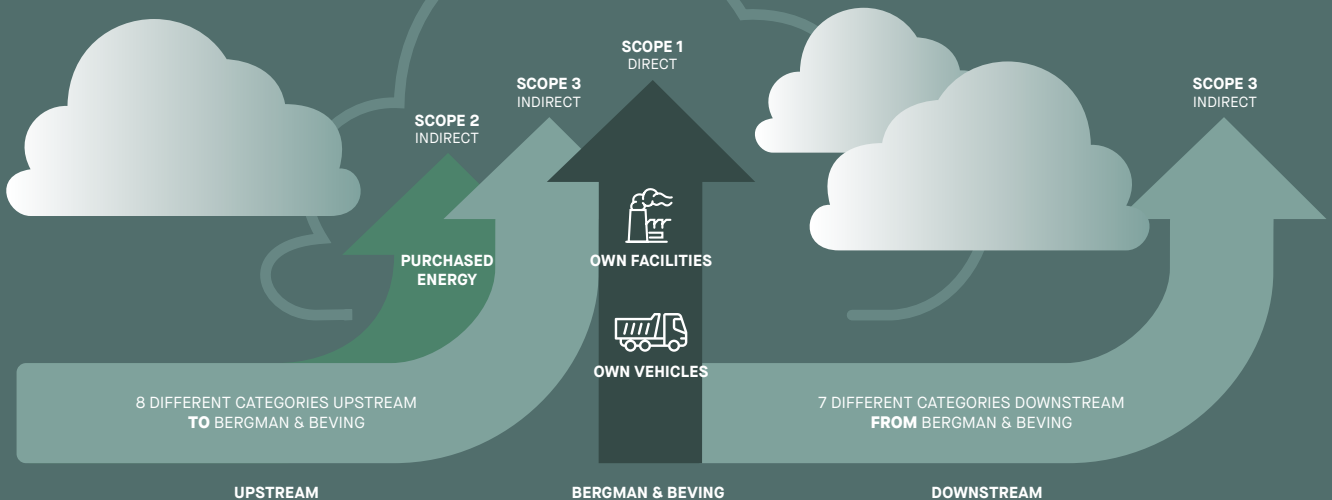 SCOPE 1
DIRECT
SCOPE 3
INDIRECT
SCOPE 3
INDIRECT
SCOPE 2
INDIRECT
PURCHASED
ENERGY
OWN FACILITIES
OWN VEHICLES
8 DIFFERENT CATEGORIES UPSTREAM
TO BERGMAN & BEVING
7 DIFFERENT CATEGORIES DOWNSTREAM
FROM BERGMAN & BEVING
UPSTREAM
BERGMAN & BEVING
DOWNSTREAM